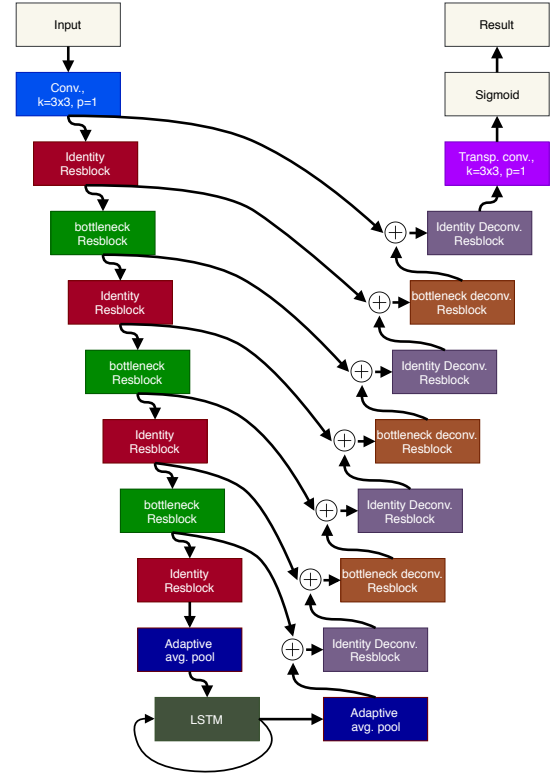 Input
Conv.,
k=3x3, p=1
Identity
Resblock
bottleneck
Resblock
Identity
Resblock
bottleneck
Resblock
Identity
Resblock
bottleneck
Resblock
Identity
Resblock
Adaptive
avg. pool
LSTM
Adaptive
avg. pool
Identity Deconv.
Resblock
bottleneck deconv.
Resblock
Identity Deconv.
Resblock
bottleneck deconv.
Resblock
Identity Deconv.
Resblock
bottleneck deconv.
Resblock
Identity Deconv.
Resblock
Transp. conv.,
k=3x3, p=1
Sigmoid
Result